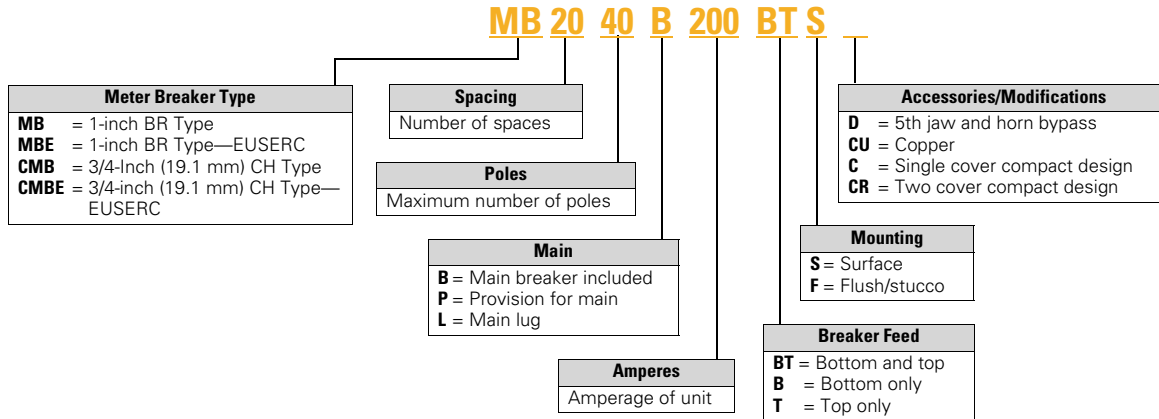 MB 20 40 B 200 BT S _
Meter Breaker Type
MB = 1-inch BR Type
MBE = 1-inch BR Type—EUSERC
CMB = 3/4-Inch (19.1 mm) CH Type
CMBE = 3/4-inch (19.1 mm) CH Type—
EUSERC
Spacing
Number of spaces
Poles
Maximum number of poles
Main
B = Main breaker included
P = Provision for main
L = Main lug
Amperes
Amperage of unit
Accessories/Modifications
D = 5th jaw and horn bypass
CU = Copper
C = Single cover compact design
CR = Two cover compact design
Mounting
S = Surface
F = Flush/stucco
Breaker Feed
BT = Bottom and top
B = Bottom only
T = Top only